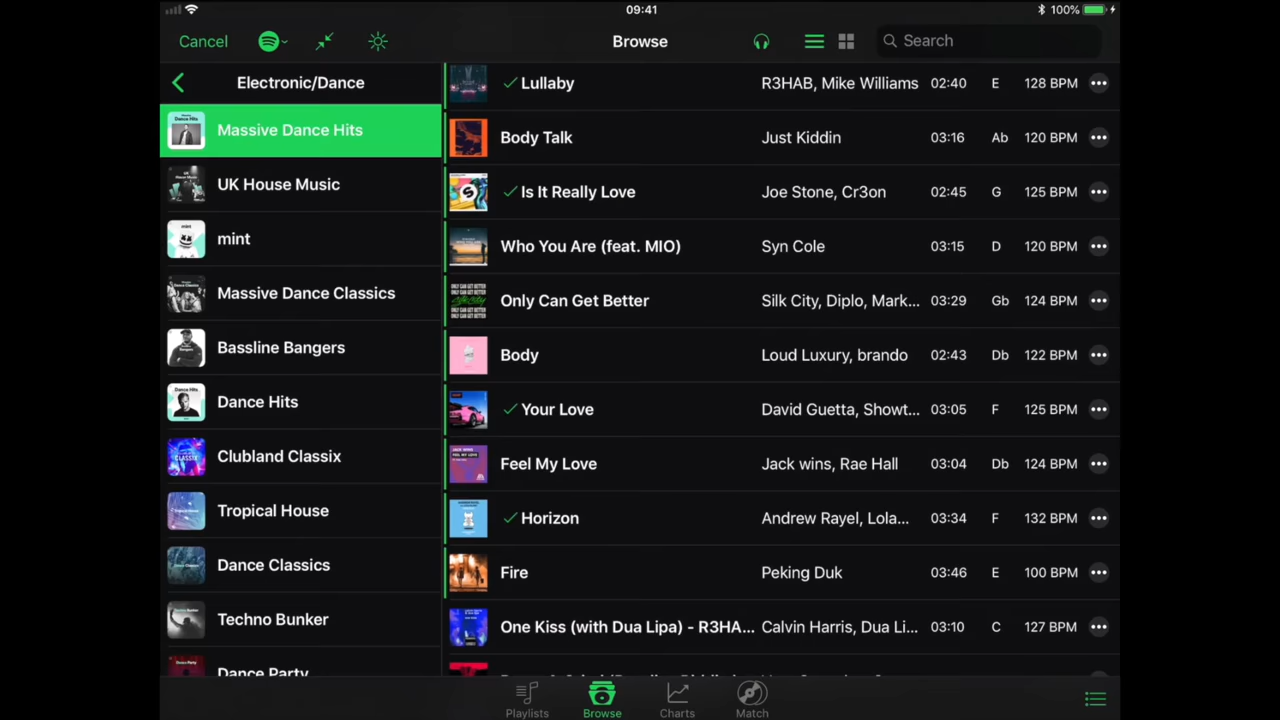 09:41
100%
Cancel
Browse
Search
Electronic/Dance
Massive Dance Hits
UK House Music
mint
Massive Dance Classics
Bassline Bangers
Dance Hits
Clubland Classix
Tropical House
Dance Classics
Techno Bunker
Dance Party
Lullaby R3HAB, Mike Williams 02:40 E 128 BPM
Body Talk Just Kiddin 03:16 Ab 120 BPM
Is It Really Love Joe Stone, Cr3on 02:45 G 125 BPM
Who You Are (feat. MIO) Syn Cole 03:15 D 120 BPM
Only Can Get Better Silk City, Diplo, Mark... 03:29 Gb 124 BPM
Body Loud Luxury, brando 02:43 Db 122 BPM
Your Love David Guetta, Showt... 03:05 F 125 BPM
Feel My Love Jack wins, Rae Hall 03:04 Db 124 BPM
Horizon Andrew Rayel, Lola... 03:34 F 132 BPM
Fire Peking Duk 03:46 E 100 BPM
One Kiss (with Dua Lipa) - R3HA... Calvin Harris, Dua Li... 03:10 C 127 BPM
Playlists
Browse
Charts
Match